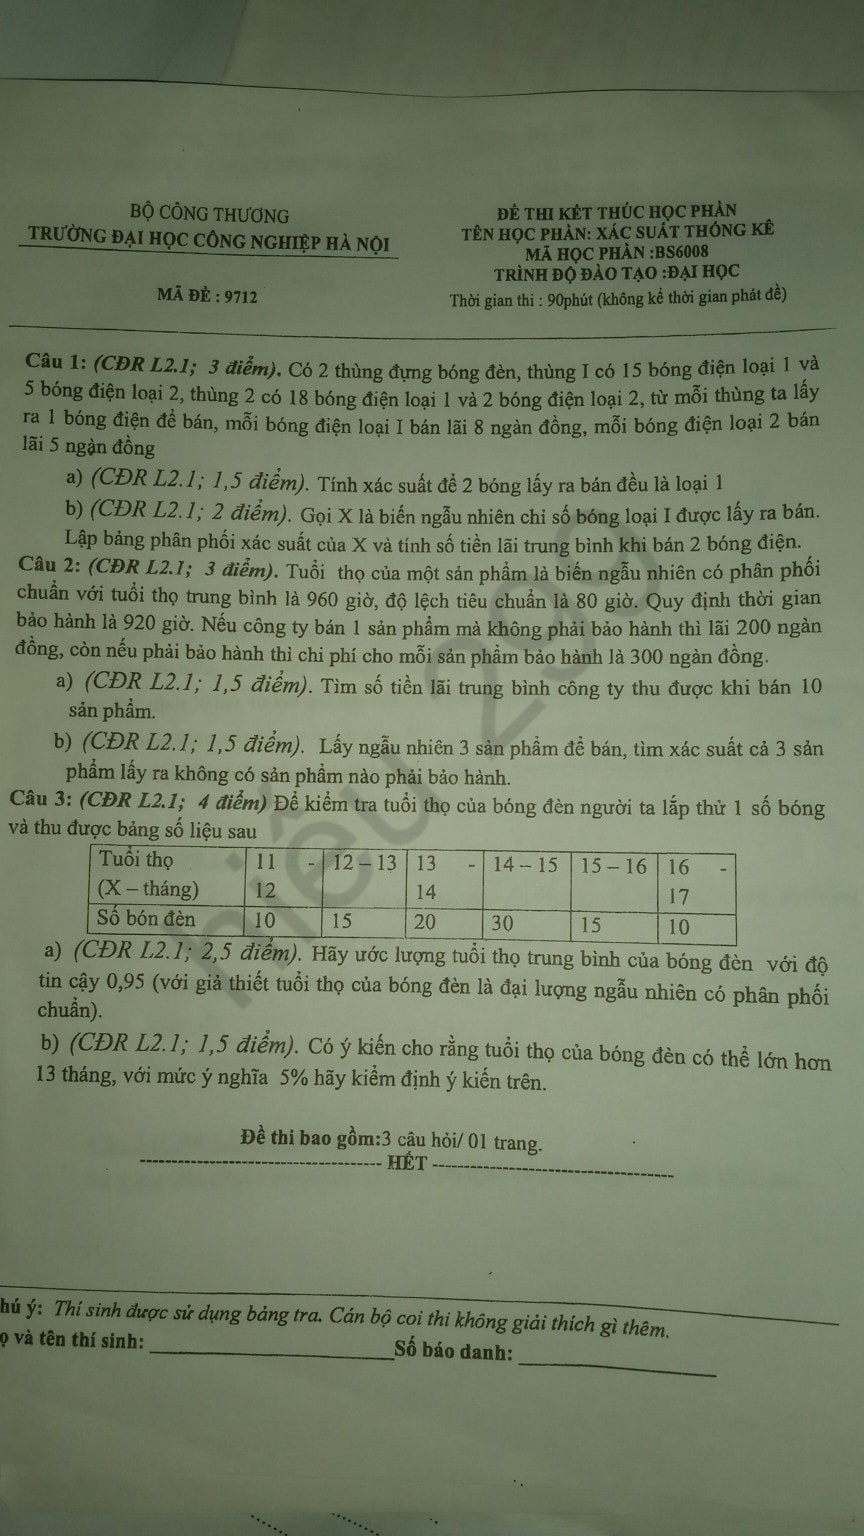 BỘ CÔNG THƯƠNG
TRƯỜNG ĐẠI HỌC CÔNG NGHIỆP HÀ NỘI
MÃ ĐỀ : 9712
ĐỀ THI KẾT THÚC HỌC PHẦN
TÊN HỌC PHẦN: XÁC SUẤT THỐNG KÊ
MÃ HỌC PHẦN :BS6008
TRÌNH ĐỘ ĐÀO TẠO :ĐẠI HỌC
Thời gian thi : 90phút (không kể thời gian phát đề)
Câu 1: (CĐR L2.1; 3 điểm). Có 2 thùng đựng bóng đèn, thùng I có 15 bóng điện loại 1 và
5 bóng điện loại 2, thùng 2 có 18 bóng điện loại 1 và 2 bóng điện loại 2, từ mỗi thùng ta lấy
ra 1 bóng điện để bán, mỗi bóng điện loại I bán lãi 8 ngàn đồng, mỗi bóng điện loại 2 bán
lãi 5 ngàn đồng
a) (CĐR L2.1; 1,5 điểm). Tính xác suất để 2 bóng lấy ra bán đều là loại 1
b) (CĐR L2.1; 2 điểm). Gọi X là biến ngẫu nhiên chỉ số bóng loại I được lấy ra bán.
Lập bảng phân phối xác suất của X và tính số tiền lãi trung bình khi bán 2 bóng điện.
Câu 2: (CĐR L2.1; 3 điểm). Tuổi thọ của một sản phẩm là biến ngẫu nhiên có phân phối
chuẩn với tuổi thọ trung bình là 960 giờ, độ lệch tiêu chuẩn là 80 giờ. Quy định thời gian
bảo hành là 920 giờ. Nếu công ty bán 1 sản phẩm mà không phải bảo hành thì lãi 200 ngàn
đồng, còn nếu phải bảo hành thì chi phí cho mỗi sản phẩm bảo hành là 300 ngàn đồng.
a) (CĐR L2.1; 1,5 điểm). Tìm số tiền lãi trung bình công ty thu được khi bán 10
sản phẩm.
b) (CĐR L2.1; 1,5 điểm). Lấy ngẫu nhiên 3 sản phẩm để bán, tìm xác suất cả 3 sản
phẩm lấy ra không có sản phẩm nào phải bảo hành.
Câu 3: (CĐR L2.1; 4 điểm) Để kiểm tra tuổi thọ của bóng đèn người ta lắp thử 1 số bóng
và thu được bảng số liệu sau
Tuổi thọ 11 - 12 – 13 13 - 14 – 15 15 – 16 16 -
(X – tháng) 12 14 17
Số bón đèn 10 15 20 30 15 10
a) (CĐR L2.1; 2,5 điểm). Hãy ước lượng tuổi thọ trung bình của bóng đèn với độ
tin cậy 0,95 (với giả thiết tuổi thọ của bóng đèn là đại lượng ngẫu nhiên có phân phối
chuẩn).
b) (CĐR L2.1; 1,5 điểm). Có ý kiến cho rằng tuổi thọ của bóng đèn có thể lớn hơn
13 tháng, với mức ý nghĩa 5% hãy kiểm định ý kiến trên.
Đề thi bao gồm:3 câu hỏi/ 01 trang.
HẾT
hú ý: Thí sinh được sử dụng bảng tra. Cán bộ coi thi không giải thích gì thêm.
ọ và tên thí sinh: Số báo danh: